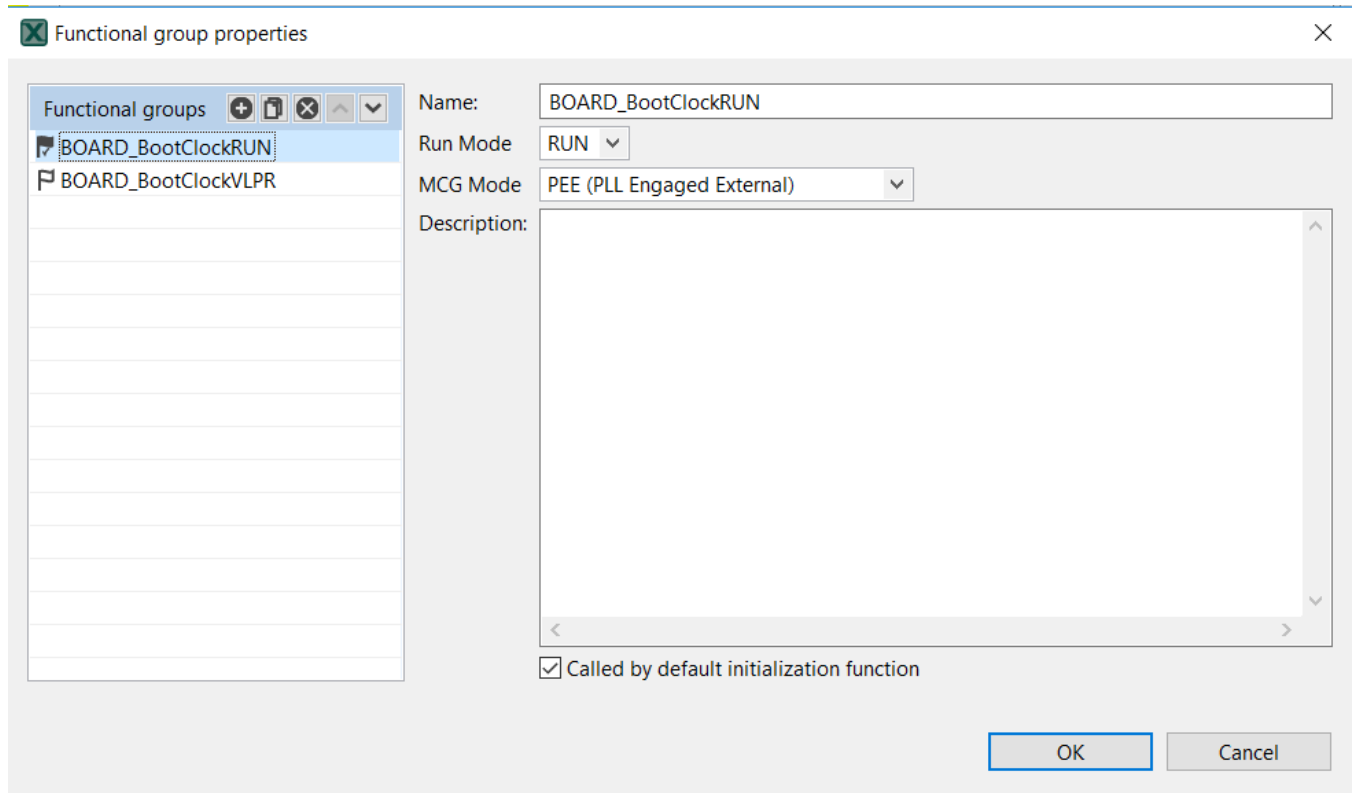 Functional group properties
Functional groups
BOARD_BootClockRUN
BOARD_BootClockVLPR
Name:
BOARD_BootClockRUN
Run Mode
RUN
MCG Mode
PEE (PLL Engaged External)
Description:
Called by default initialization function
OK
Cancel